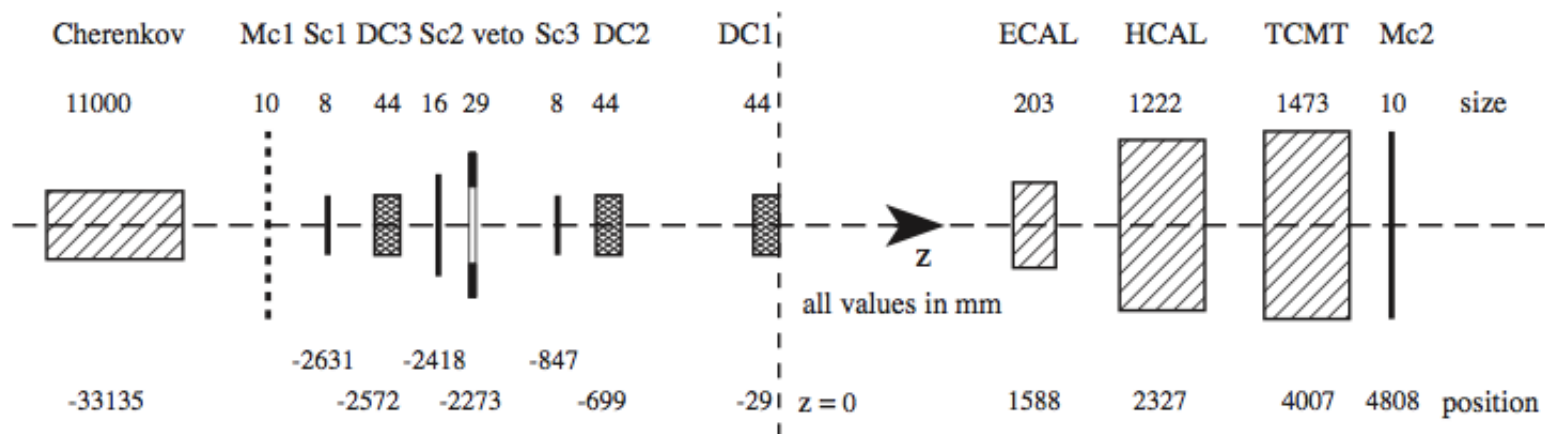 Cherenkov Mc1 Sc1 DC3 Sc2 veto Sc3 DC2 DC1 ECAL HCAL TCMT Mc2
11000 10 8 44 16 29 8 44 44 203 1222 1473 10 size
z
all values in mm
-2631 -2418 -847
-33135 -2572 -2273 -699 -29 z = 0 1588 2327 4007 4808 position